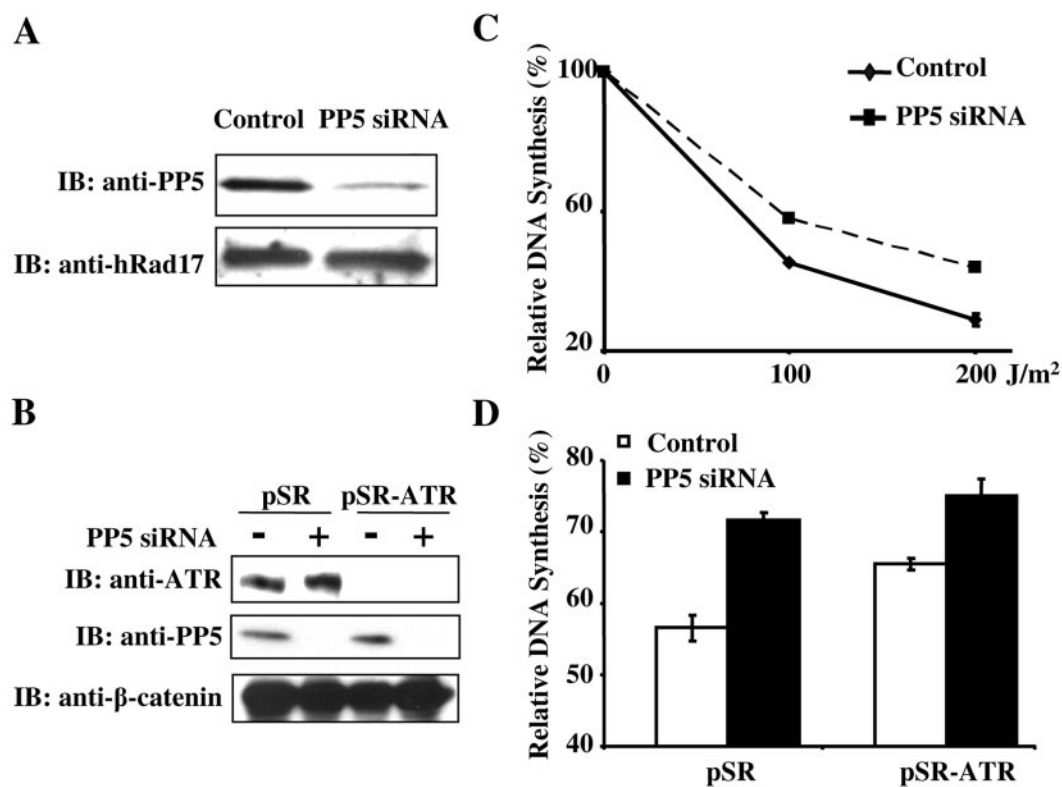 A
Control PP5 siRNA
IB: anti-PP5
IB: anti-hRad17
B
pSR pSR-ATR
PP5 siRNA - + - +
IB: anti-ATR
IB: anti-PP5
IB: anti-β-catenin
C
Relative DNA Synthesis (%)
100
60
20
0 100 200 J/m²
Control
PP5 siRNA
D
Relative DNA Synthesis (%)
Control
PP5 siRNA
80
70
60
50
40
pSR pSR-ATR